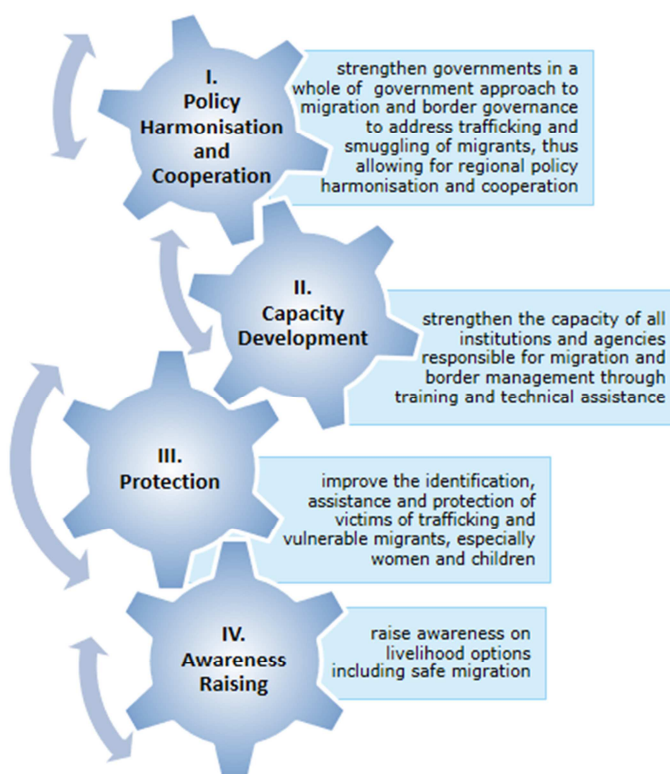 I.
Policy
Harmonisation
and
Cooperation
strengthen governments in a
whole of government approach to
migration and border governance
to address trafficking and
smuggling of migrants, thus
allowing for regional policy
harmonisation and cooperation
II.
Capacity
Development
strengthen the capacity of all
institutions and agencies
responsible for migration and
border management through
training and technical assistance
III.
Protection
improve the identification,
assistance and protection of
victims of trafficking and
vulnerable migrants, especially
women and children
IV.
Awareness
Raising
raise awareness on
livelihood options
including safe migration